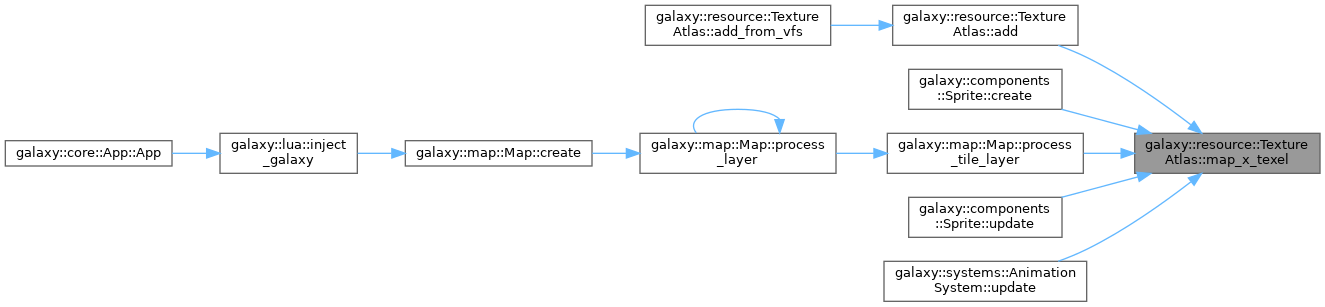 galaxy::resource::Texture
Atlas::add_from_vfs
galaxy::resource::Texture
Atlas::add
galaxy::components
::Sprite::create
galaxy::core::App::App
galaxy::lua::inject
_galaxy
galaxy::map::Map::create
galaxy::map::Map::process
_layer
galaxy::map::Map::process
_tile_layer
galaxy::resource::Texture
Atlas::map_x_texel
galaxy::components
::Sprite::update
galaxy::systems::Animation
System::update